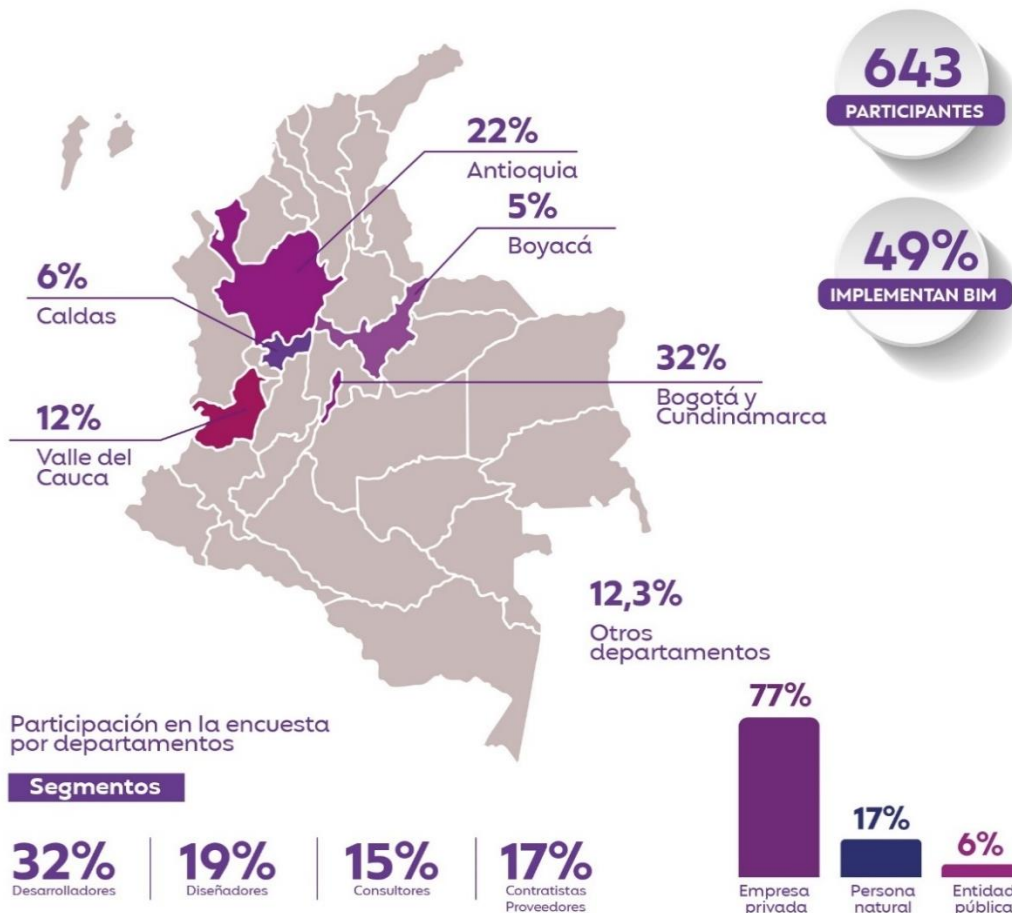 643
PARTICIPANTES
22%
Antioquia
5%
Boyacá
49%
IMPLEMENTAN BIM
6%
Caldas
32%
Bogotá y
Cundinamarca
12%
Valle del
Cauca
12,3%
Otros
departamentos
Participación en la encuesta
por departamentos
Segmentos
32%
Desarrolladores
19%
Diseñadores
15%
Consultores
17%
Contratistas
Proveedores
77%
Empresa
privada
17%
Persona
natural
6%
Entidad
pública